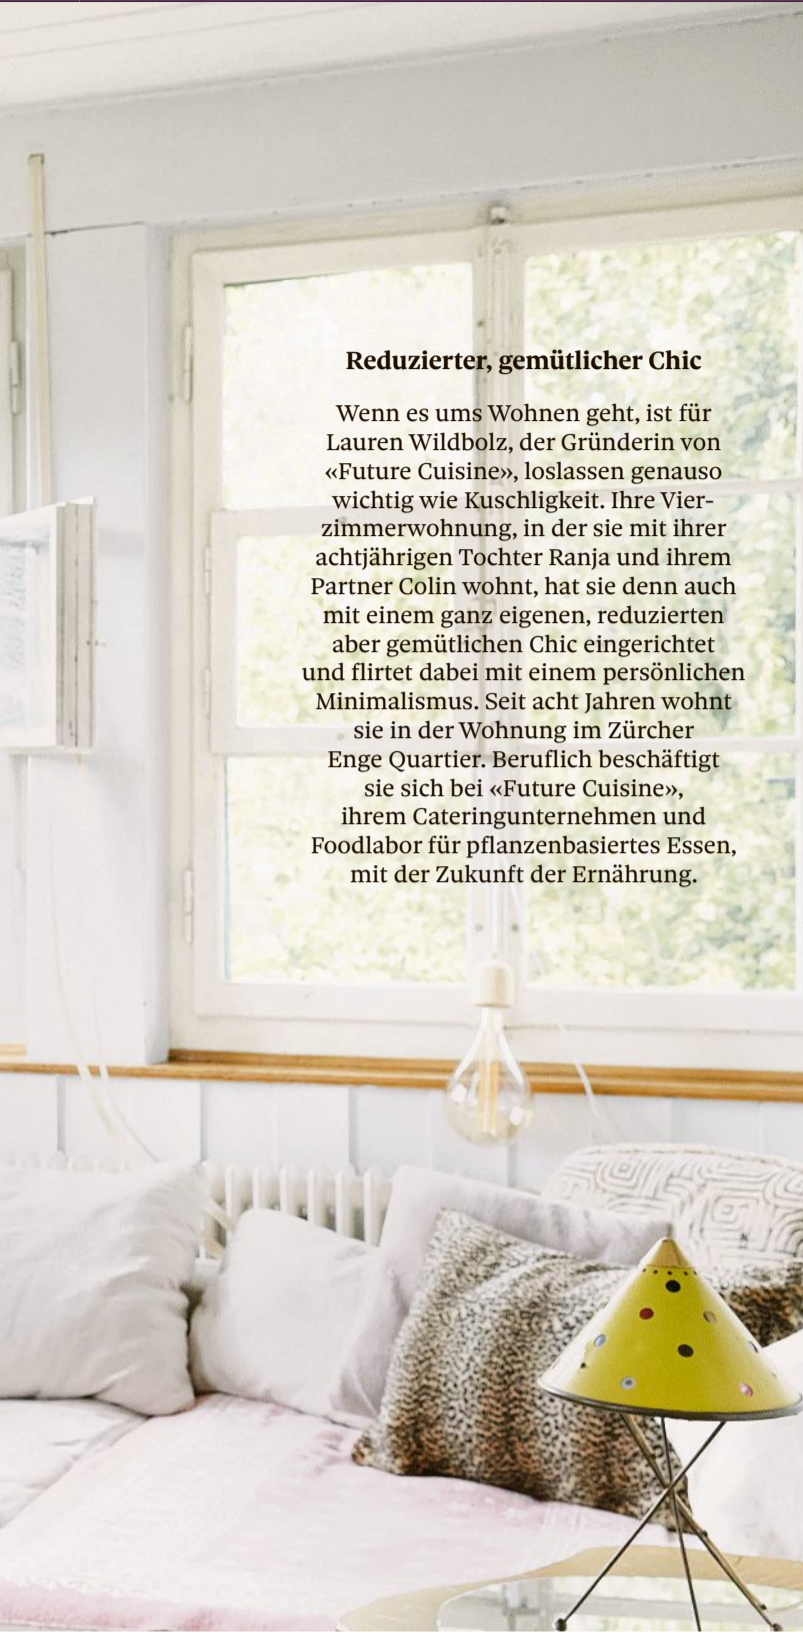 Reduzierter, gemütlicher Chic
Wenn es ums Wohnen geht, ist für
Lauren Wildbolz, der Gründerin von
«Future Cuisine», loslassen genauso
wichtig wie Kuschligkeit. Ihre Vier-
zimmerwohnung, in der sie mit ihrer
achtjährigen Tochter Ranja und ihrem
Partner Colin wohnt, hat sie denn auch
mit einem ganz eigenen, reduzierten
aber gemütlichen Chic eingerichtet
und flirtet dabei mit einem persönlichen
Minimalismus. Seit acht Jahren wohnt
sie in der Wohnung im Zürcher
Enge Quartier. Beruflich beschäftigt
sie sich bei «Future Cuisine»,
ihrem Cateringunternehmen und
Foodlabor für pflanzenbasiertes Essen,
mit der Zukunft der Ernährung.